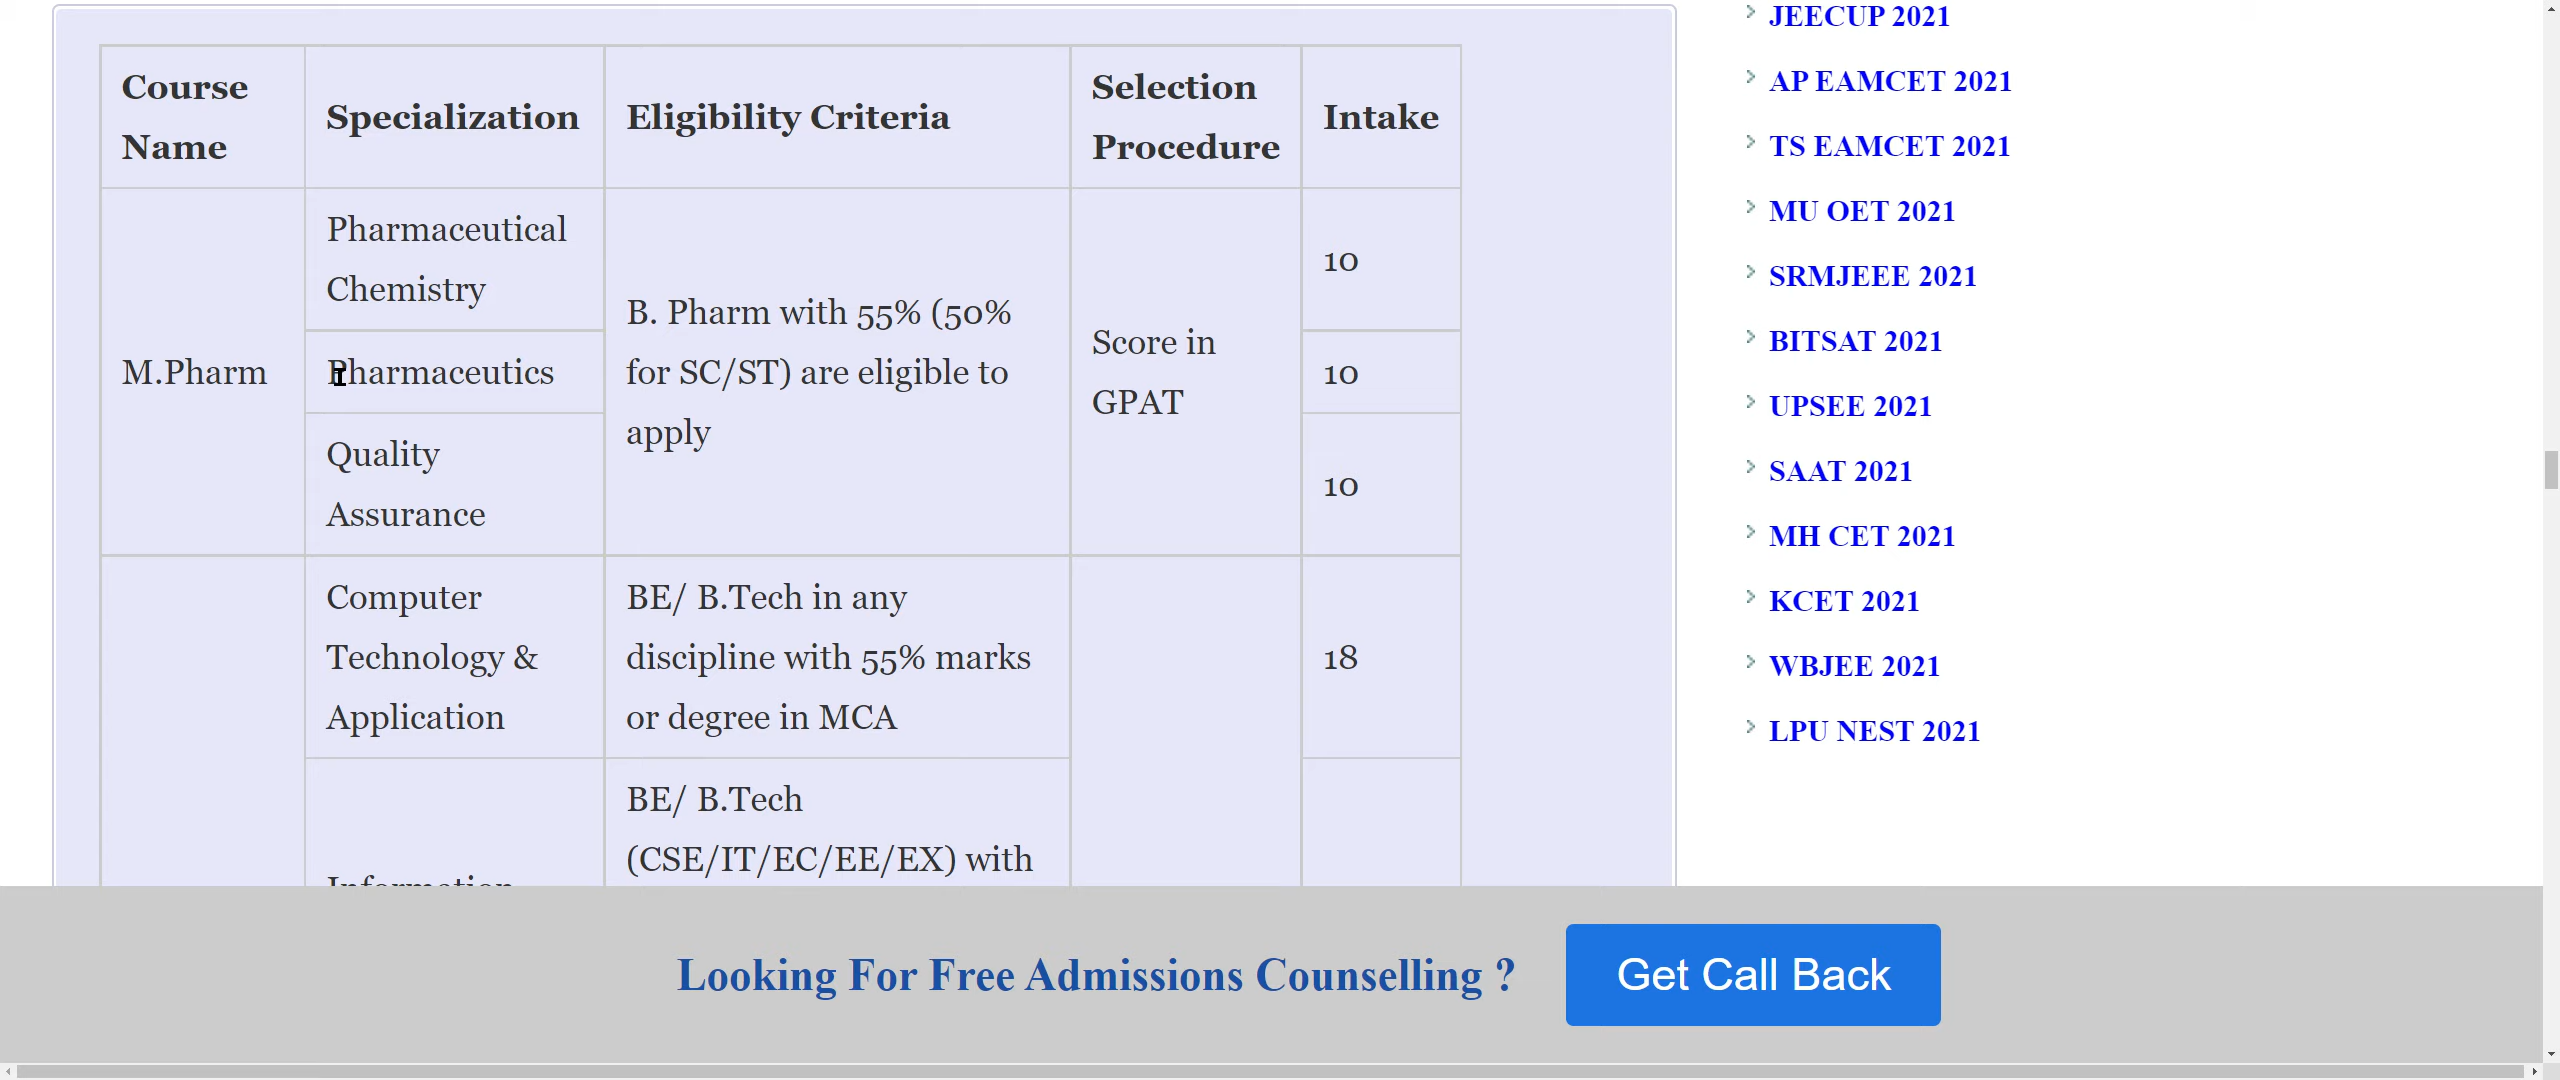 Course
Name
Specialization
Eligibility Criteria
Selection
Procedure
Intake
M.Pharm
Pharmaceutical
Chemistry
B. Pharm with 55% (50%
for SC/ST) are eligible to
apply
Score in
GPAT
10
Pharmaceutics
10
Quality
Assurance
10
Computer
Technology &
Application
BE/ B.Tech in any
discipline with 55% marks
or degree in MCA
18
Information
BE/ B.Tech
(CSE/IT/EC/EE/EX) with
JEECUP 2021
AP EAMCET 2021
TS EAMCET 2021
MU OET 2021
SRMJEEE 2021
BITSAT 2021
UPSEE 2021
SAAT 2021
MH CET 2021
KCET 2021
WBJEE 2021
LPU NEST 2021
Looking For Free Admissions Counselling ?
Get Call Back